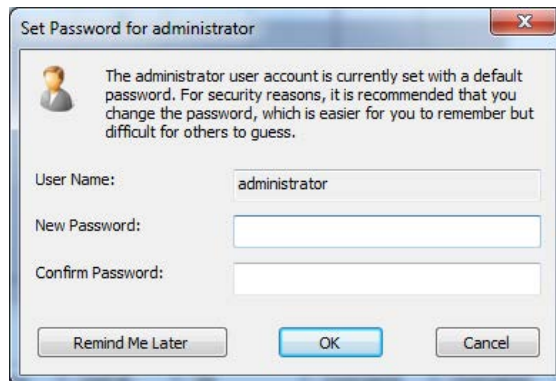 Set Password for administrator
The administrator user account is currently set with a default
password. For security reasons, it is recommended that you
change the password, which is easier for you to remember but
difficult for others to guess.
User Name:
administrator
New Password:
Confirm Password:
Remind Me Later
OK
Cancel